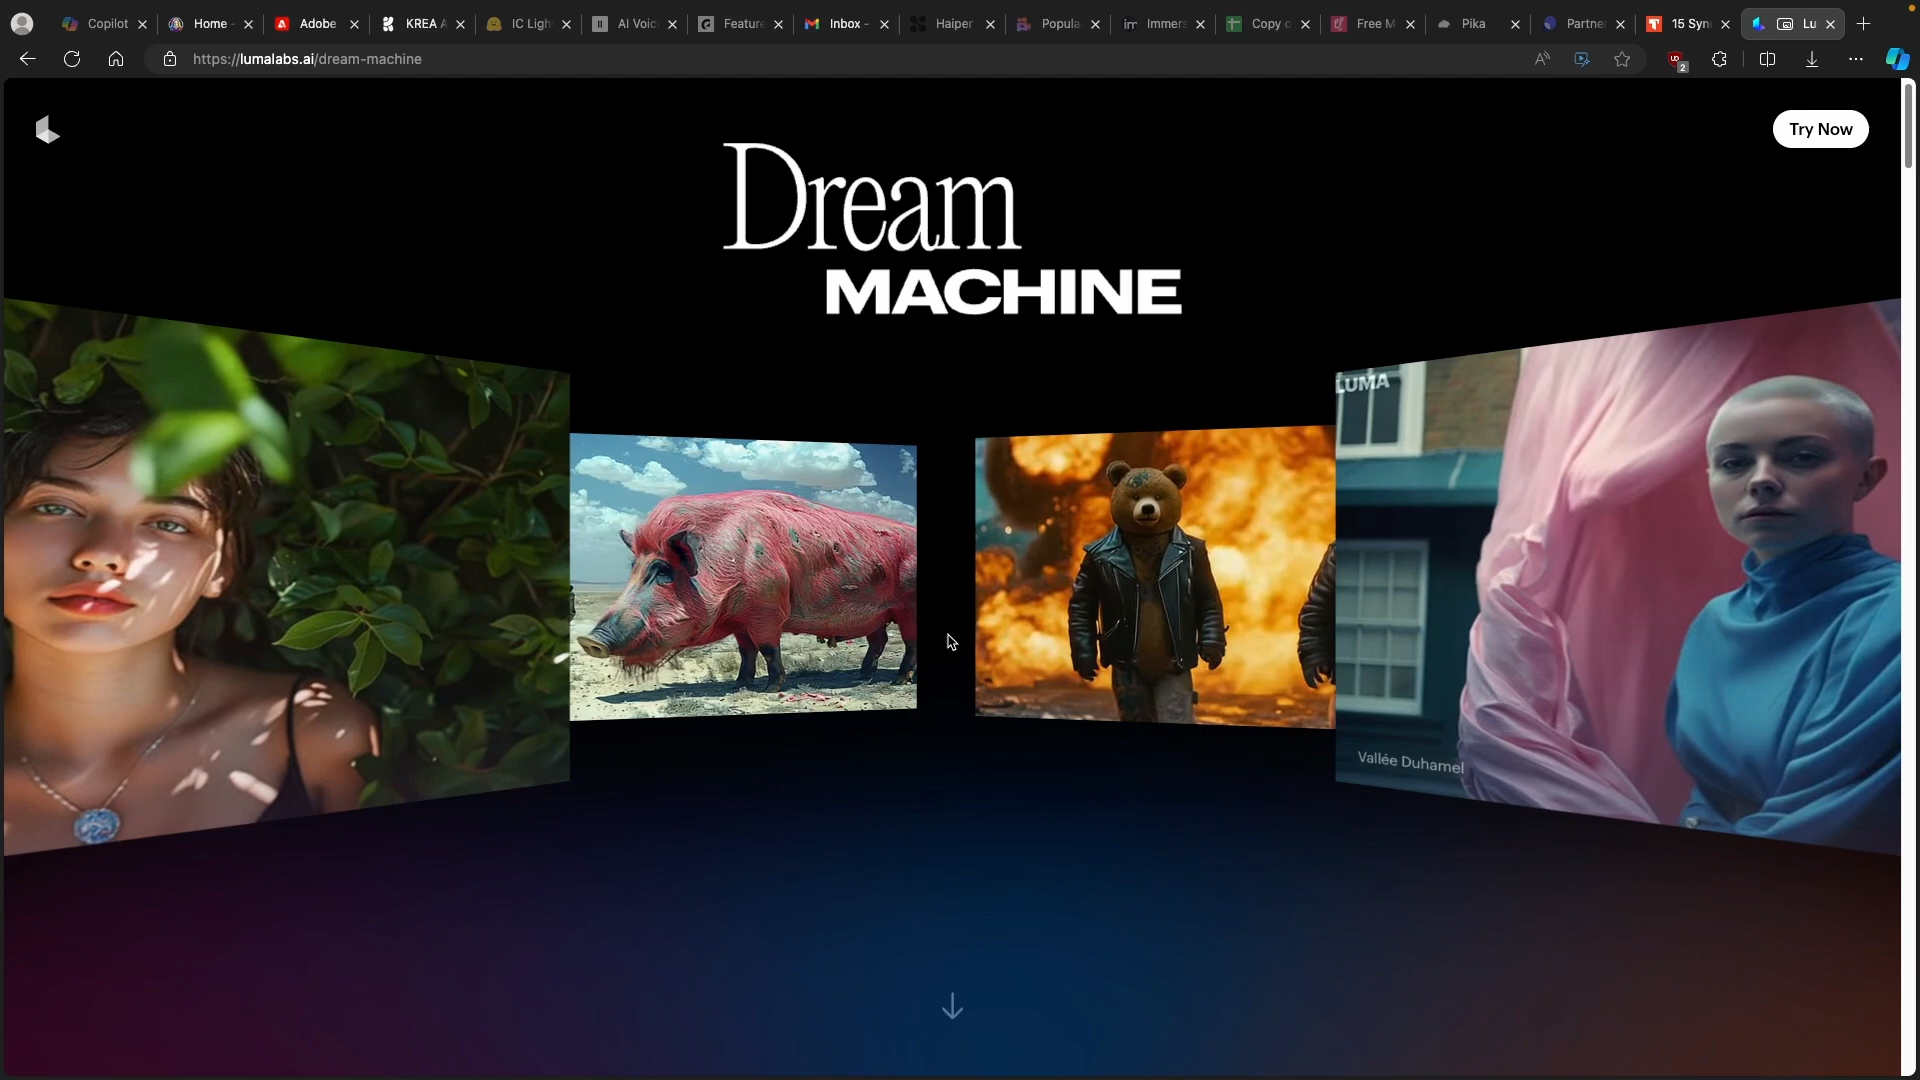 Copilot
Home -
Adobe
KREA A
IC Ligh
AI Voic
Feature
Inbox -
Haiper
Popula
Immers
Copy o
Free M
Pika
Partne
15 Syn
Lu
https://lumalabs.ai/dream-machine
2
Try Now
Dream
MACHINE
LUMA
Vallée Duhamel